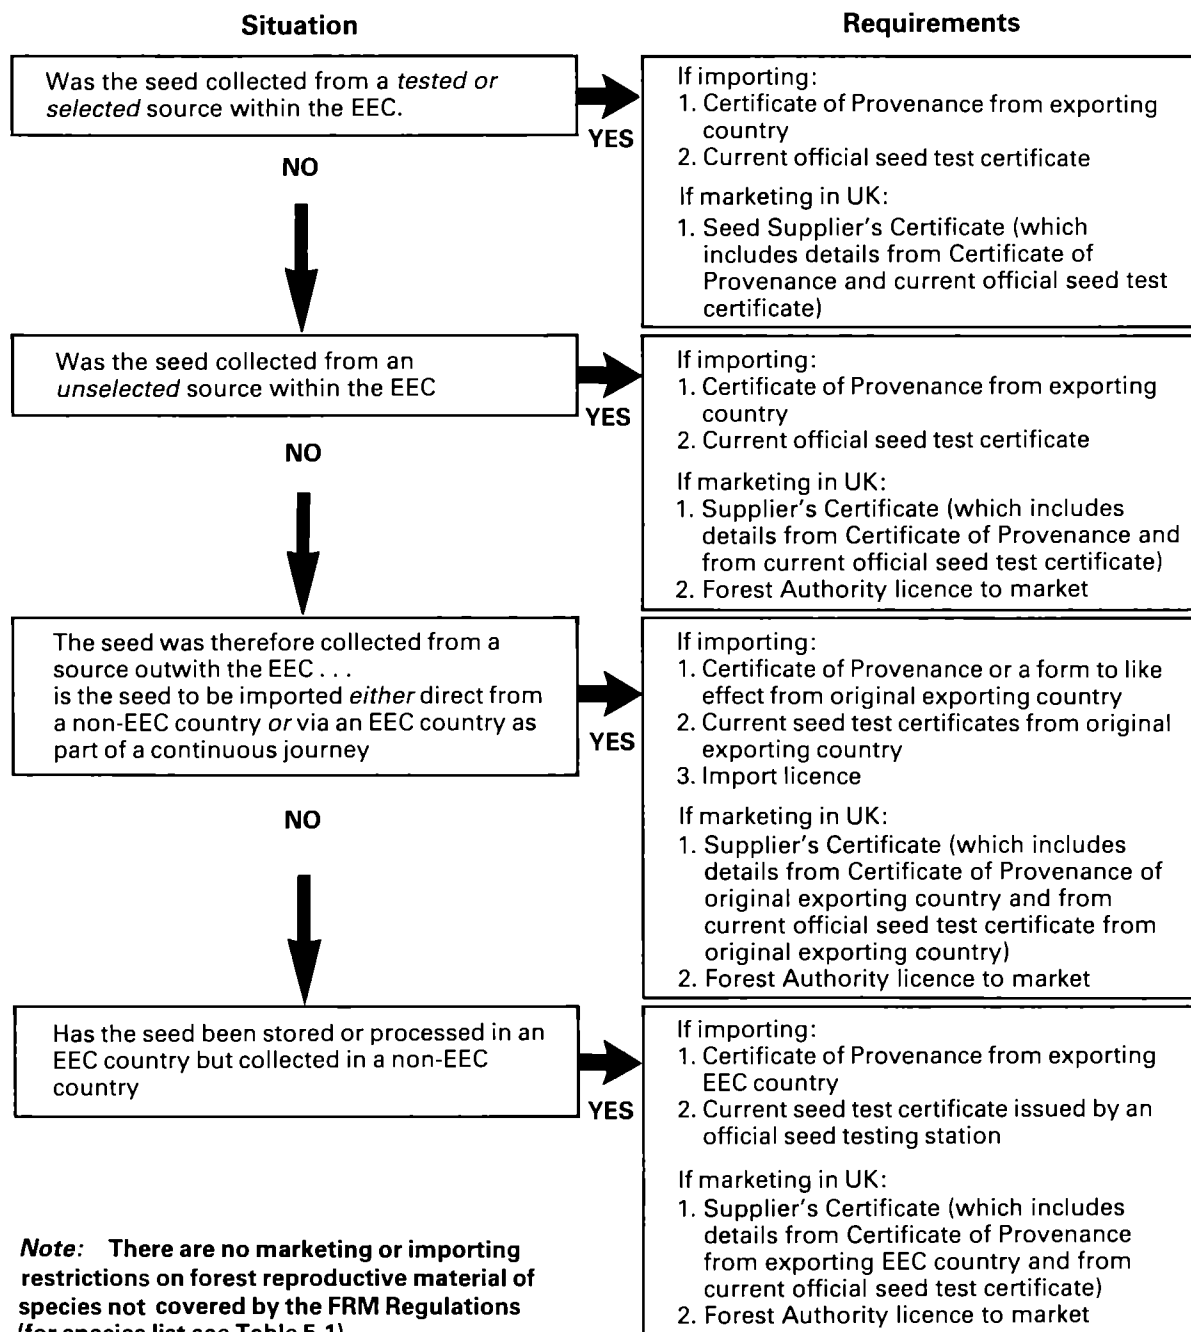 Situation
Requirements
Was the seed collected from a tested or
selected source within the EEC.
YES
If importing:
1. Certificate of Provenance from exporting
country
2. Current official seed test certificate
If marketing in UK:
1. Seed Supplier's Certificate (which
includes details from Certificate of
Provenance and current official seed test
certificate)
NO
Was the seed collected from an
unselected source within the EEC
YES
If importing:
1. Certificate of Provenance from exporting
country
2. Current official seed test certificate
If marketing in UK:
1. Supplier's Certificate (which includes
details from Certificate of Provenance and
from current official seed test certificate)
2. Forest Authority licence to market
NO
The seed was therefore collected from a
source outwith the EEC . . .
is the seed to be imported either direct from
a non-EEC country or via an EEC country as
part of a continuous journey
YES
If importing:
1. Certificate of Provenance or a form to like
effect from original exporting country
2. Current seed test certificates from original
exporting country
3. Import licence
If marketing in UK:
1. Supplier's Certificate (which includes
details from Certificate of Provenance of
original exporting country and from
current official seed test certificate from
original exporting country)
2. Forest Authority licence to market
NO
Has the seed been stored or processed in an
EEC country but collected in a non-EEC
country
YES
If importing:
1. Certificate of Provenance from exporting
EEC country
2. Current seed test certificate issued by an
official seed testing station
If marketing in UK:
1. Supplier's Certificate (which includes
details from Certificate of Provenance
from exporting EEC country and from
current official seed test certificate)
2. Forest Authority licence to market
Note: There are no marketing or importing
restrictions on forest reproductive material of
species not covered by the FRM Regulations
(for species list see Table 5.1)